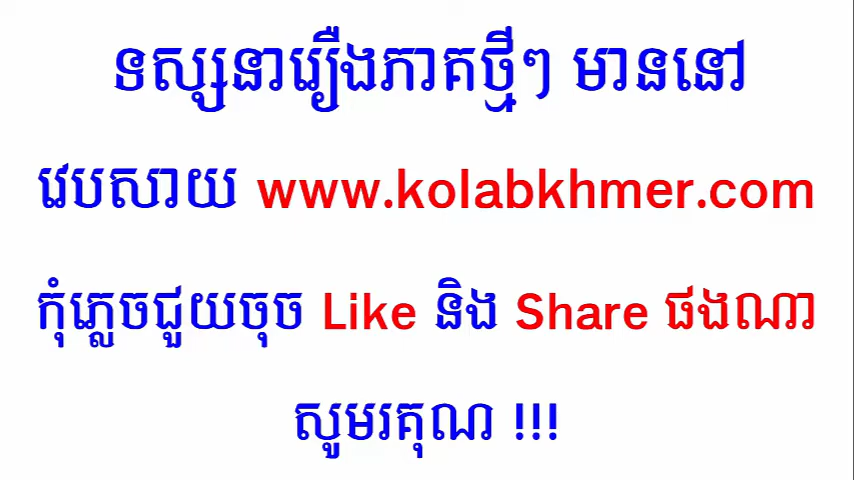 ទស្សនារឿងភាគថ្មីៗ មាននៅ
វេបសាយ www.kolabkhmer.com
កុំភ្លេចជួយចុច Like និង Share ផងណា
សូមរគុណ !!!